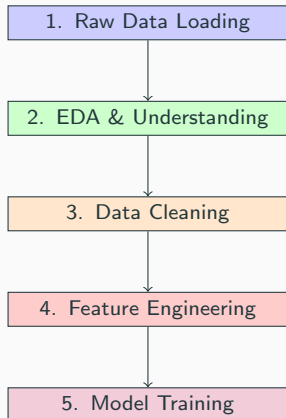 1. Raw Data Loading
2. EDA & Understanding
3. Data Cleaning
4. Feature Engineering
5. Model Training